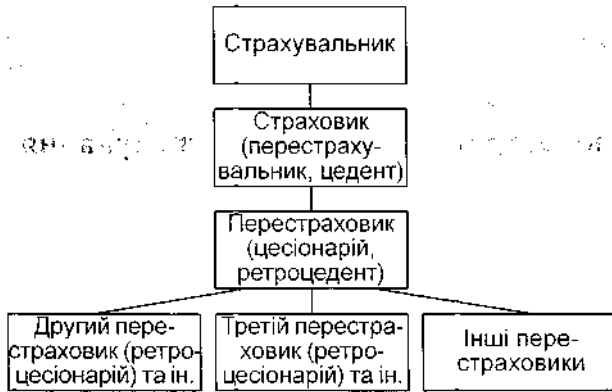 Страхувальник
Страховик
(перестраху-
вальник, цедент)
Перестраховик
(цесіонарій,
ретроцедент)
Другий пере-
страховик (ретро-
цесіонарій) та ін.
Третій перестра-
ховик (ретро-
цесіонарій) та ін.
Інші пере-
страховики